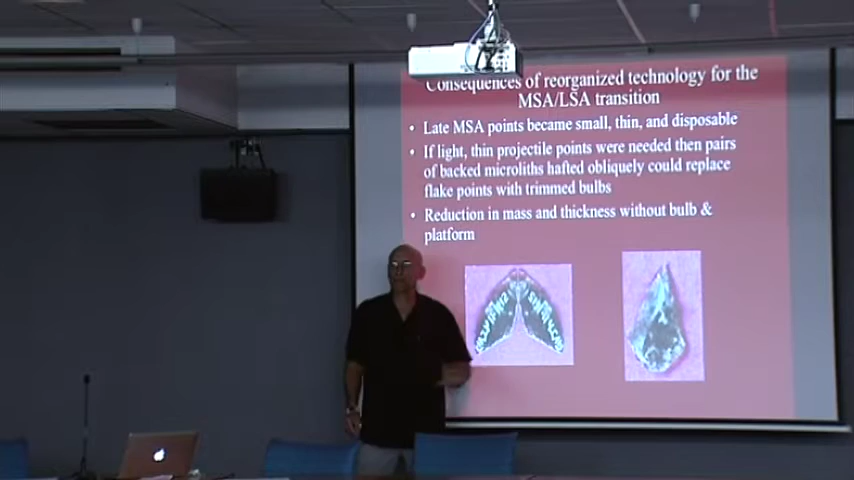 Consequences of reorganized technology for the
MSA/LSA transition
• Late MSA points became small, thin, and disposable
• If light, thin projectile points were needed then pairs
of backed microliths hafted obliquely could replace
flake points with trimmed bulbs
• Reduction in mass and thickness without bulb &
platform